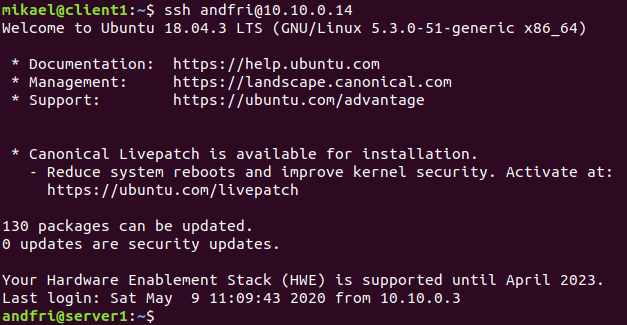 mikael@client1:~$ ssh andfri@10.10.0.14
Welcome to Ubuntu 18.04.3 LTS (GNU/Linux 5.3.0-51-generic x86_64)
* Documentation:  https://help.ubuntu.com
* Management:     https://landscape.canonical.com
* Support:        https://ubuntu.com/advantage
* Canonical Livepatch is available for installation.
- Reduce system reboots and improve kernel security. Activate at:
https://ubuntu.com/livepatch
130 packages can be updated.
0 updates are security updates.
Your Hardware Enablement Stack (HWE) is supported until April 2023.
Last login: Sat May  9 11:09:43 2020 from 10.10.0.3
andfri@server1:~$